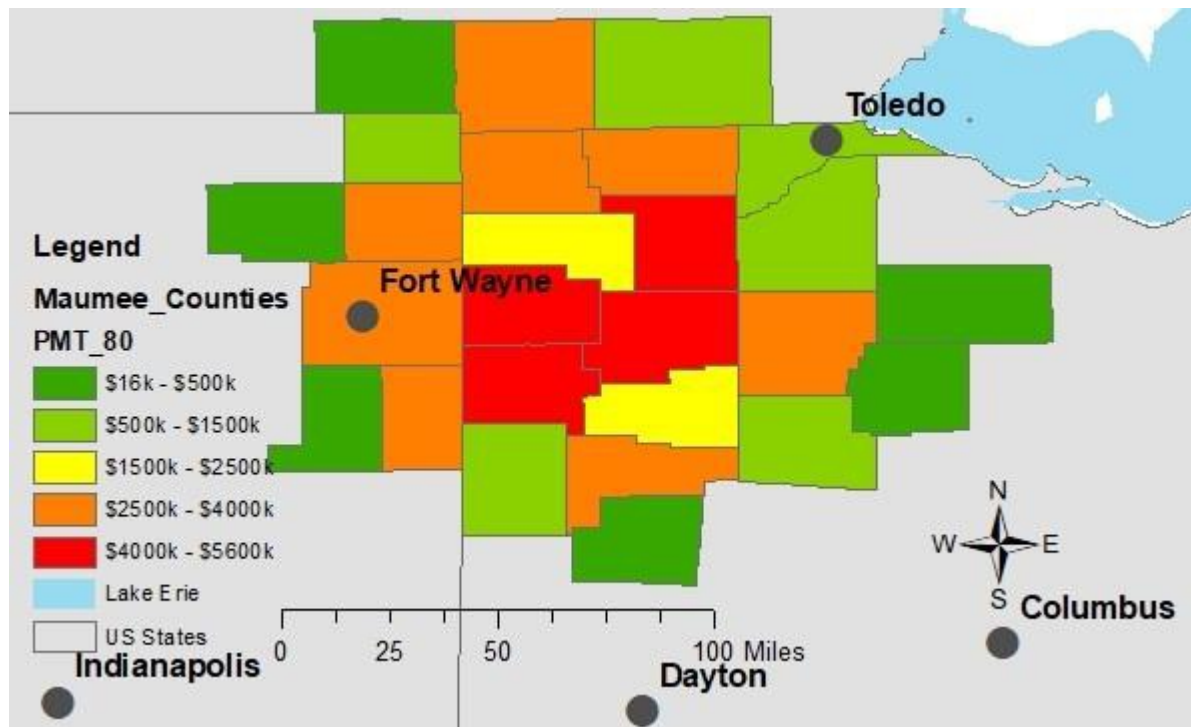 Toledo
Legend
Fort Wayne
Maumee_Counties
PMT_80
$16k - $500k
$500k - $1500k
$1500k - $2500k
$2500k - $4000k
$4000k - $5600k
Lake Erie
US States
N
W E
S
Columbus
0 25 50 100 Miles
Indianapolis
Dayton